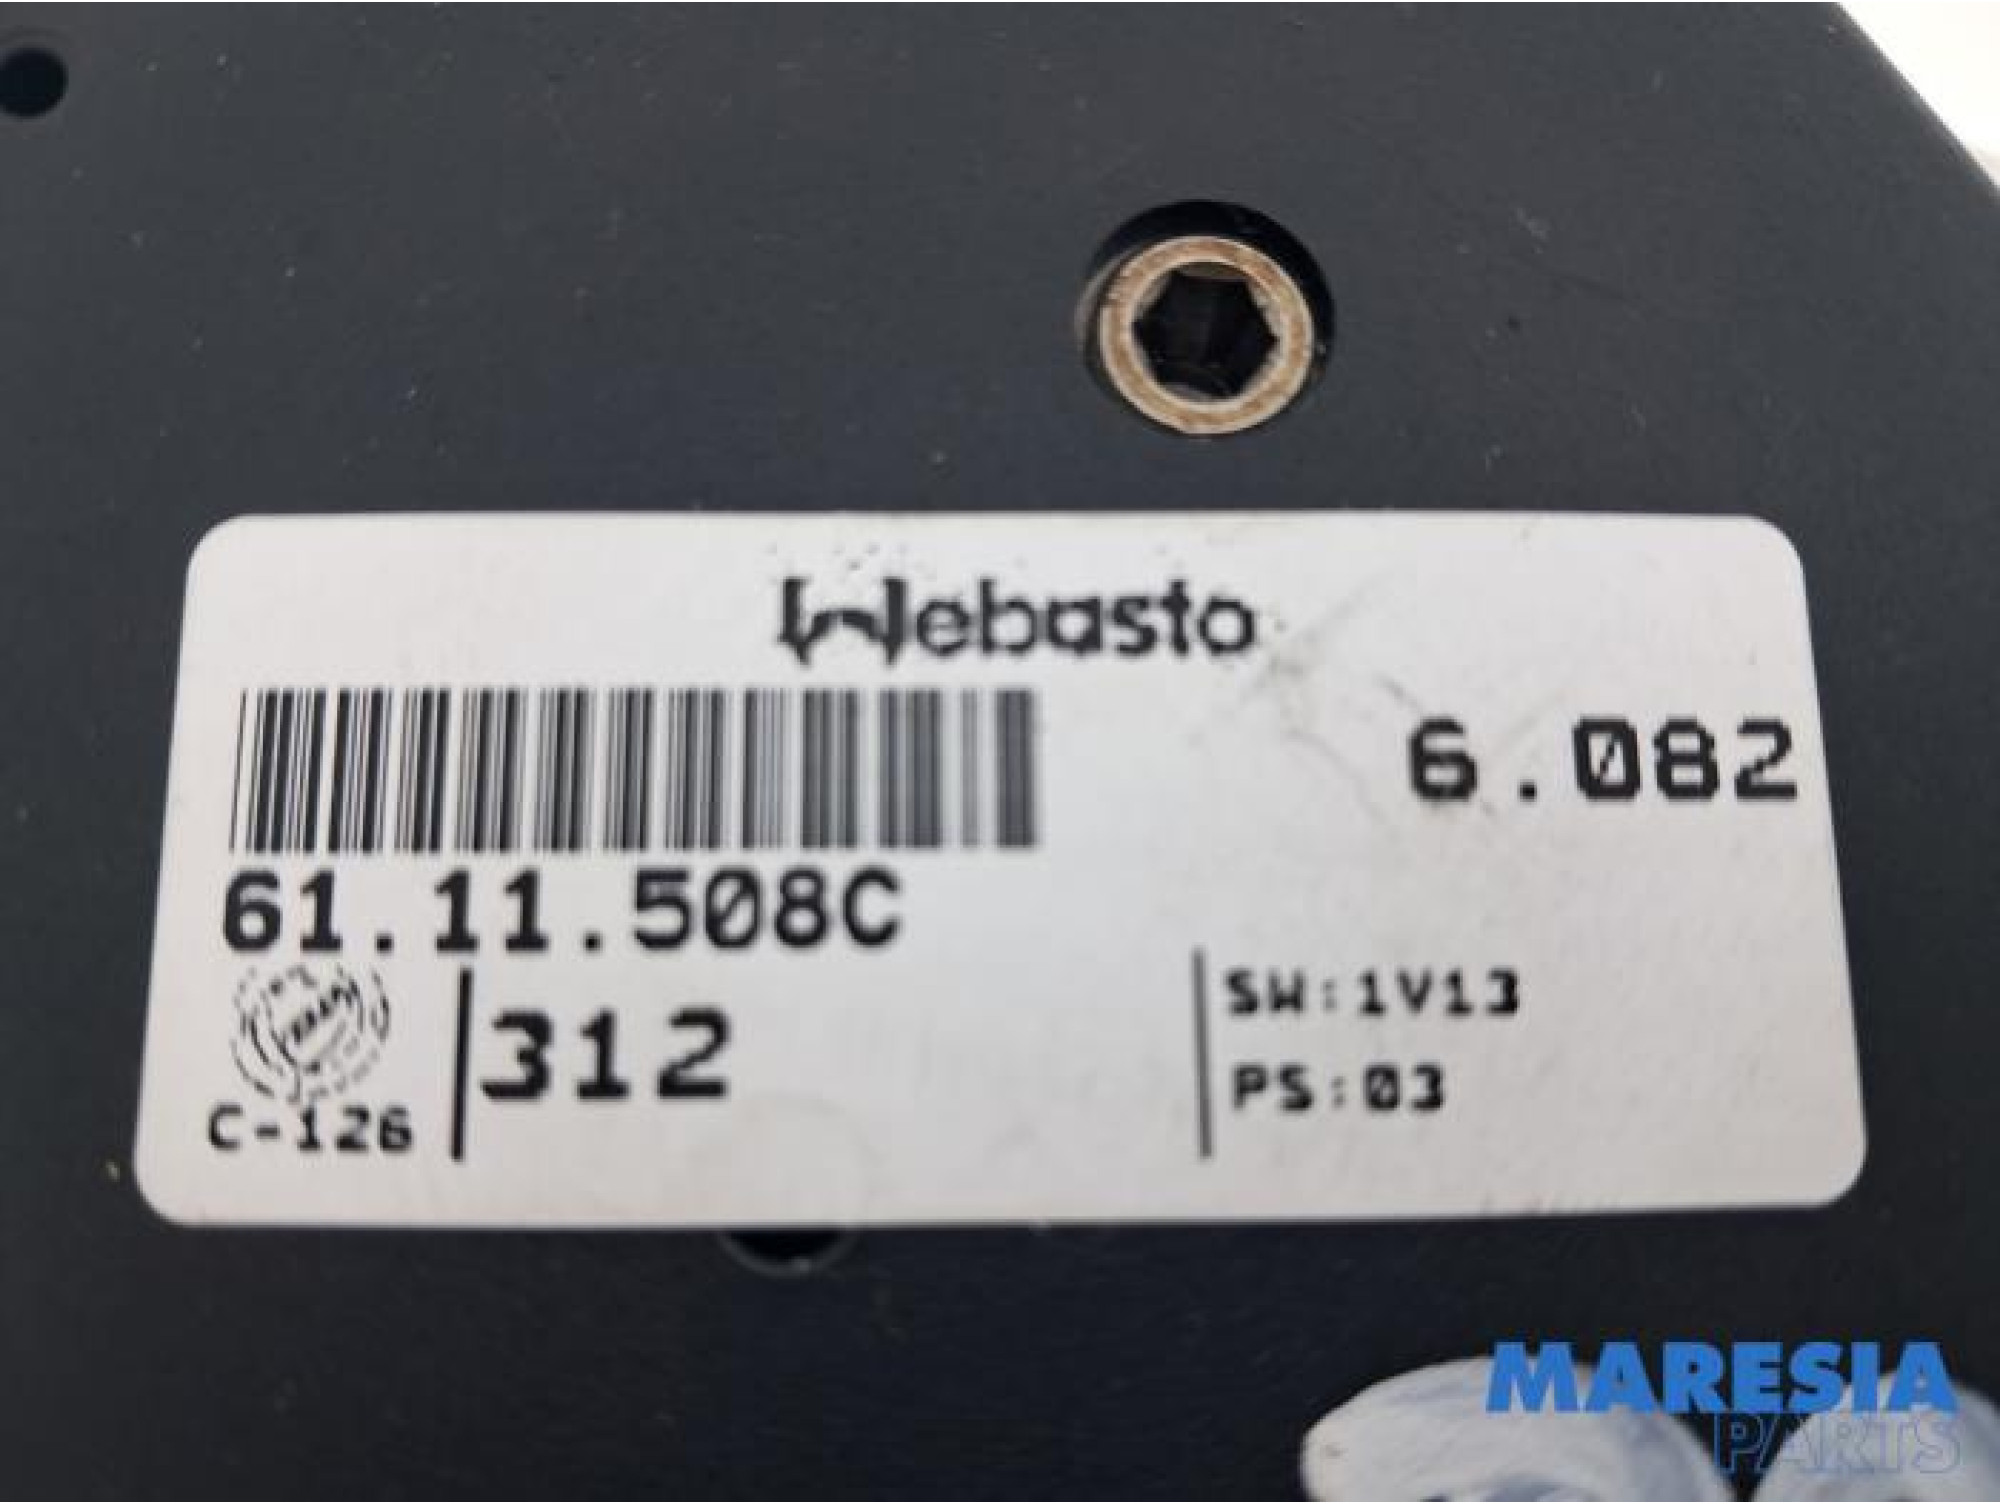 Webasto
6.082
61.11.508C
312
SW:1V13
PS:03
C-126
MARESIA
PARTS